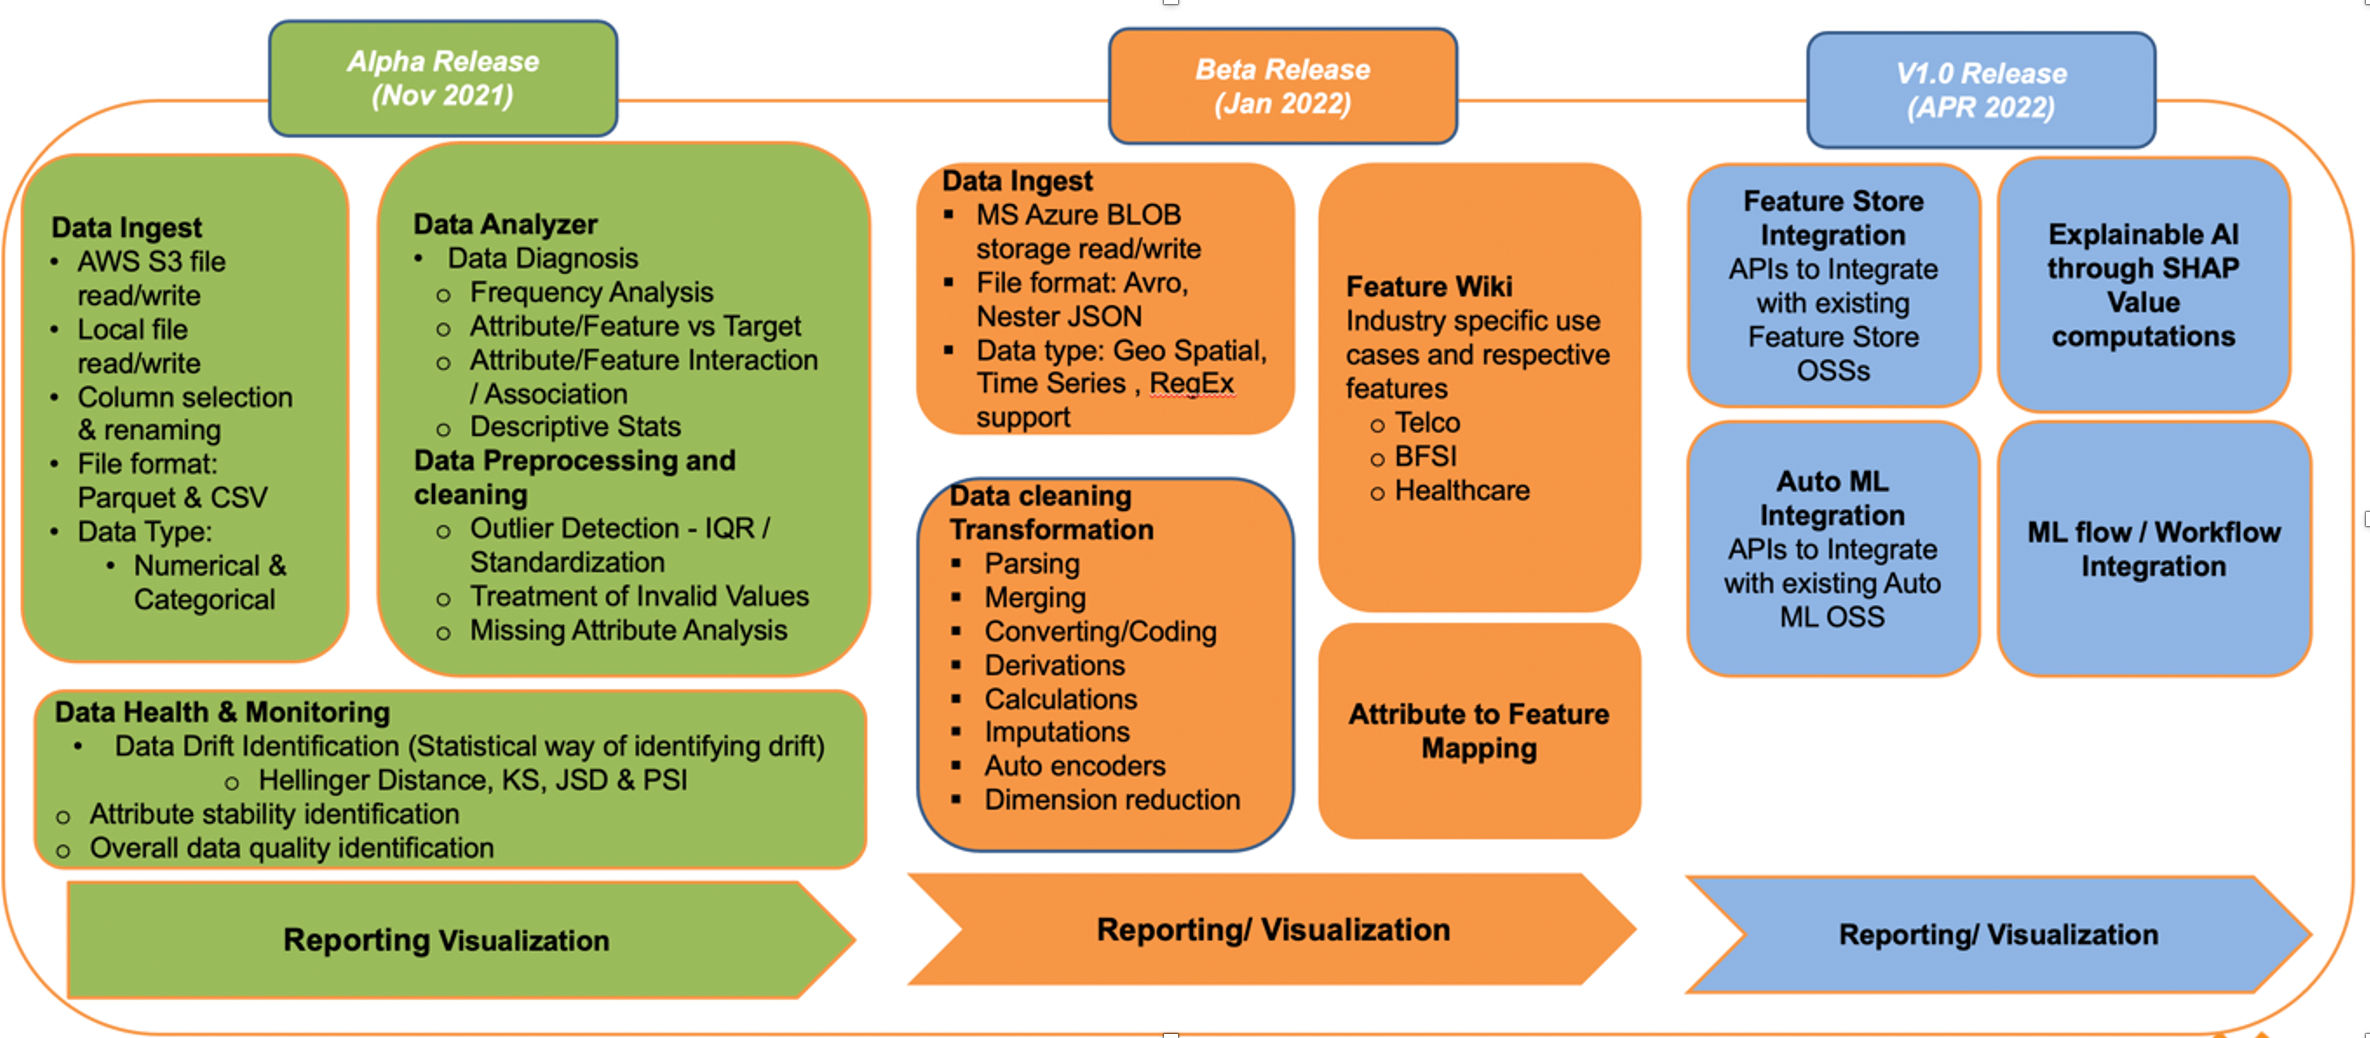 Alpha Release
(Nov 2021)
Data Ingest
• AWS S3 file
read/write
• Local file
read/write
• Column selection
& renaming
• File format:
Parquet & CSV
• Data Type:
• Numerical &
Categorical
Data Analyzer
• Data Diagnosis
o Frequency Analysis
o Attribute/Feature vs Target
o Attribute/Feature Interaction
/ Association
o Descriptive Stats
Data Preprocessing and
cleaning
o Outlier Detection - IQR /
Standardization
o Treatment of Invalid Values
o Missing Attribute Analysis
Data Health & Monitoring
• Data Drift Identification (Statistical way of identifying drift)
o Hellinger Distance, KS, JSD & PSI
o Attribute stability identification
o Overall data quality identification
Reporting Visualization
Beta Release
(Jan 2022)
Data Ingest
▪ MS Azure BLOB
storage read/write
▪ File format: Avro,
Nester JSON
▪ Data type: Geo Spatial,
Time Series , RegEx
support
Data cleaning
Transformation
▪ Parsing
▪ Merging
▪ Converting/Coding
▪ Derivations
▪ Calculations
▪ Imputations
▪ Auto encoders
▪ Dimension reduction
Feature Wiki
Industry specific use
cases and respective
features
o Telco
o BFSI
o Healthcare
Attribute to Feature
Mapping
Reporting/ Visualization
V1.0 Release
(APR 2022)
Feature Store
Integration
APIs to Integrate
with existing
Feature Store
OSSs
Explainable AI
through SHAP
Value
computations
Auto ML
Integration
APIs to Integrate
with existing Auto
ML OSS
ML flow / Workflow
Integration
Reporting/ Visualization